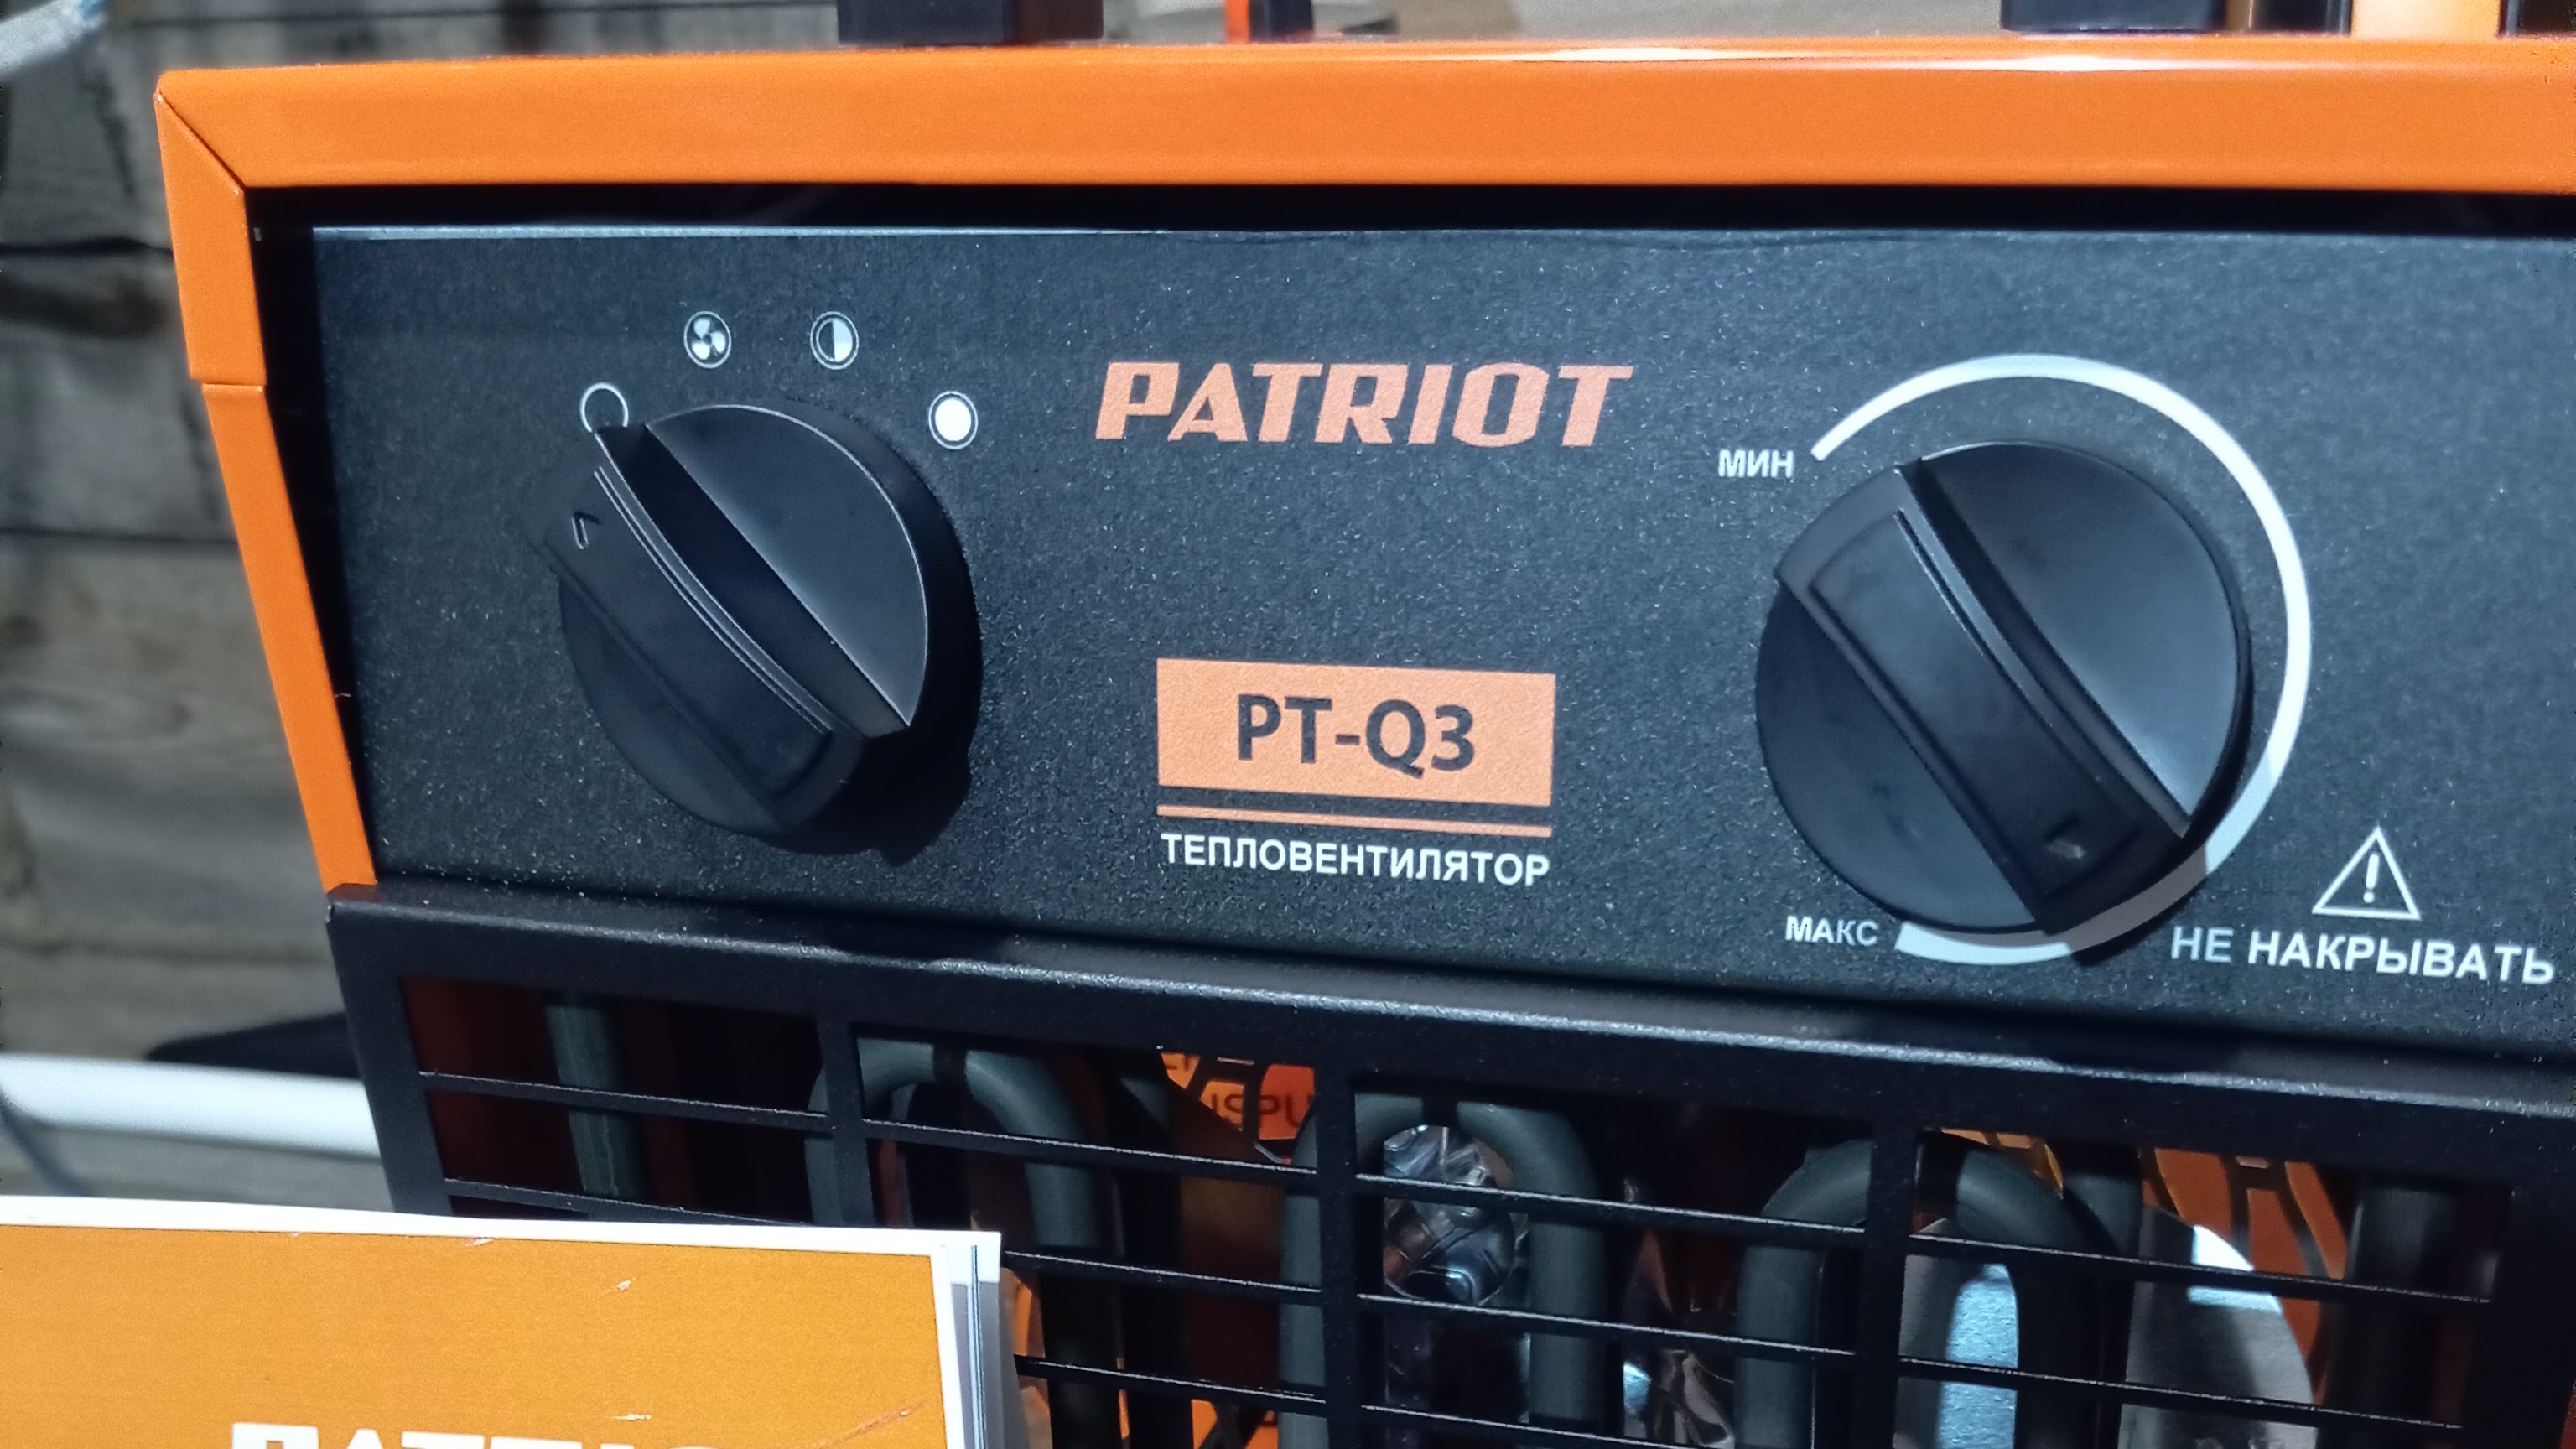 PATRIOT
МИН
PT-Q3
ТЕПЛОВЕНТИЛЯТОР
МАКС
НЕ НАКРЫВАТЬ